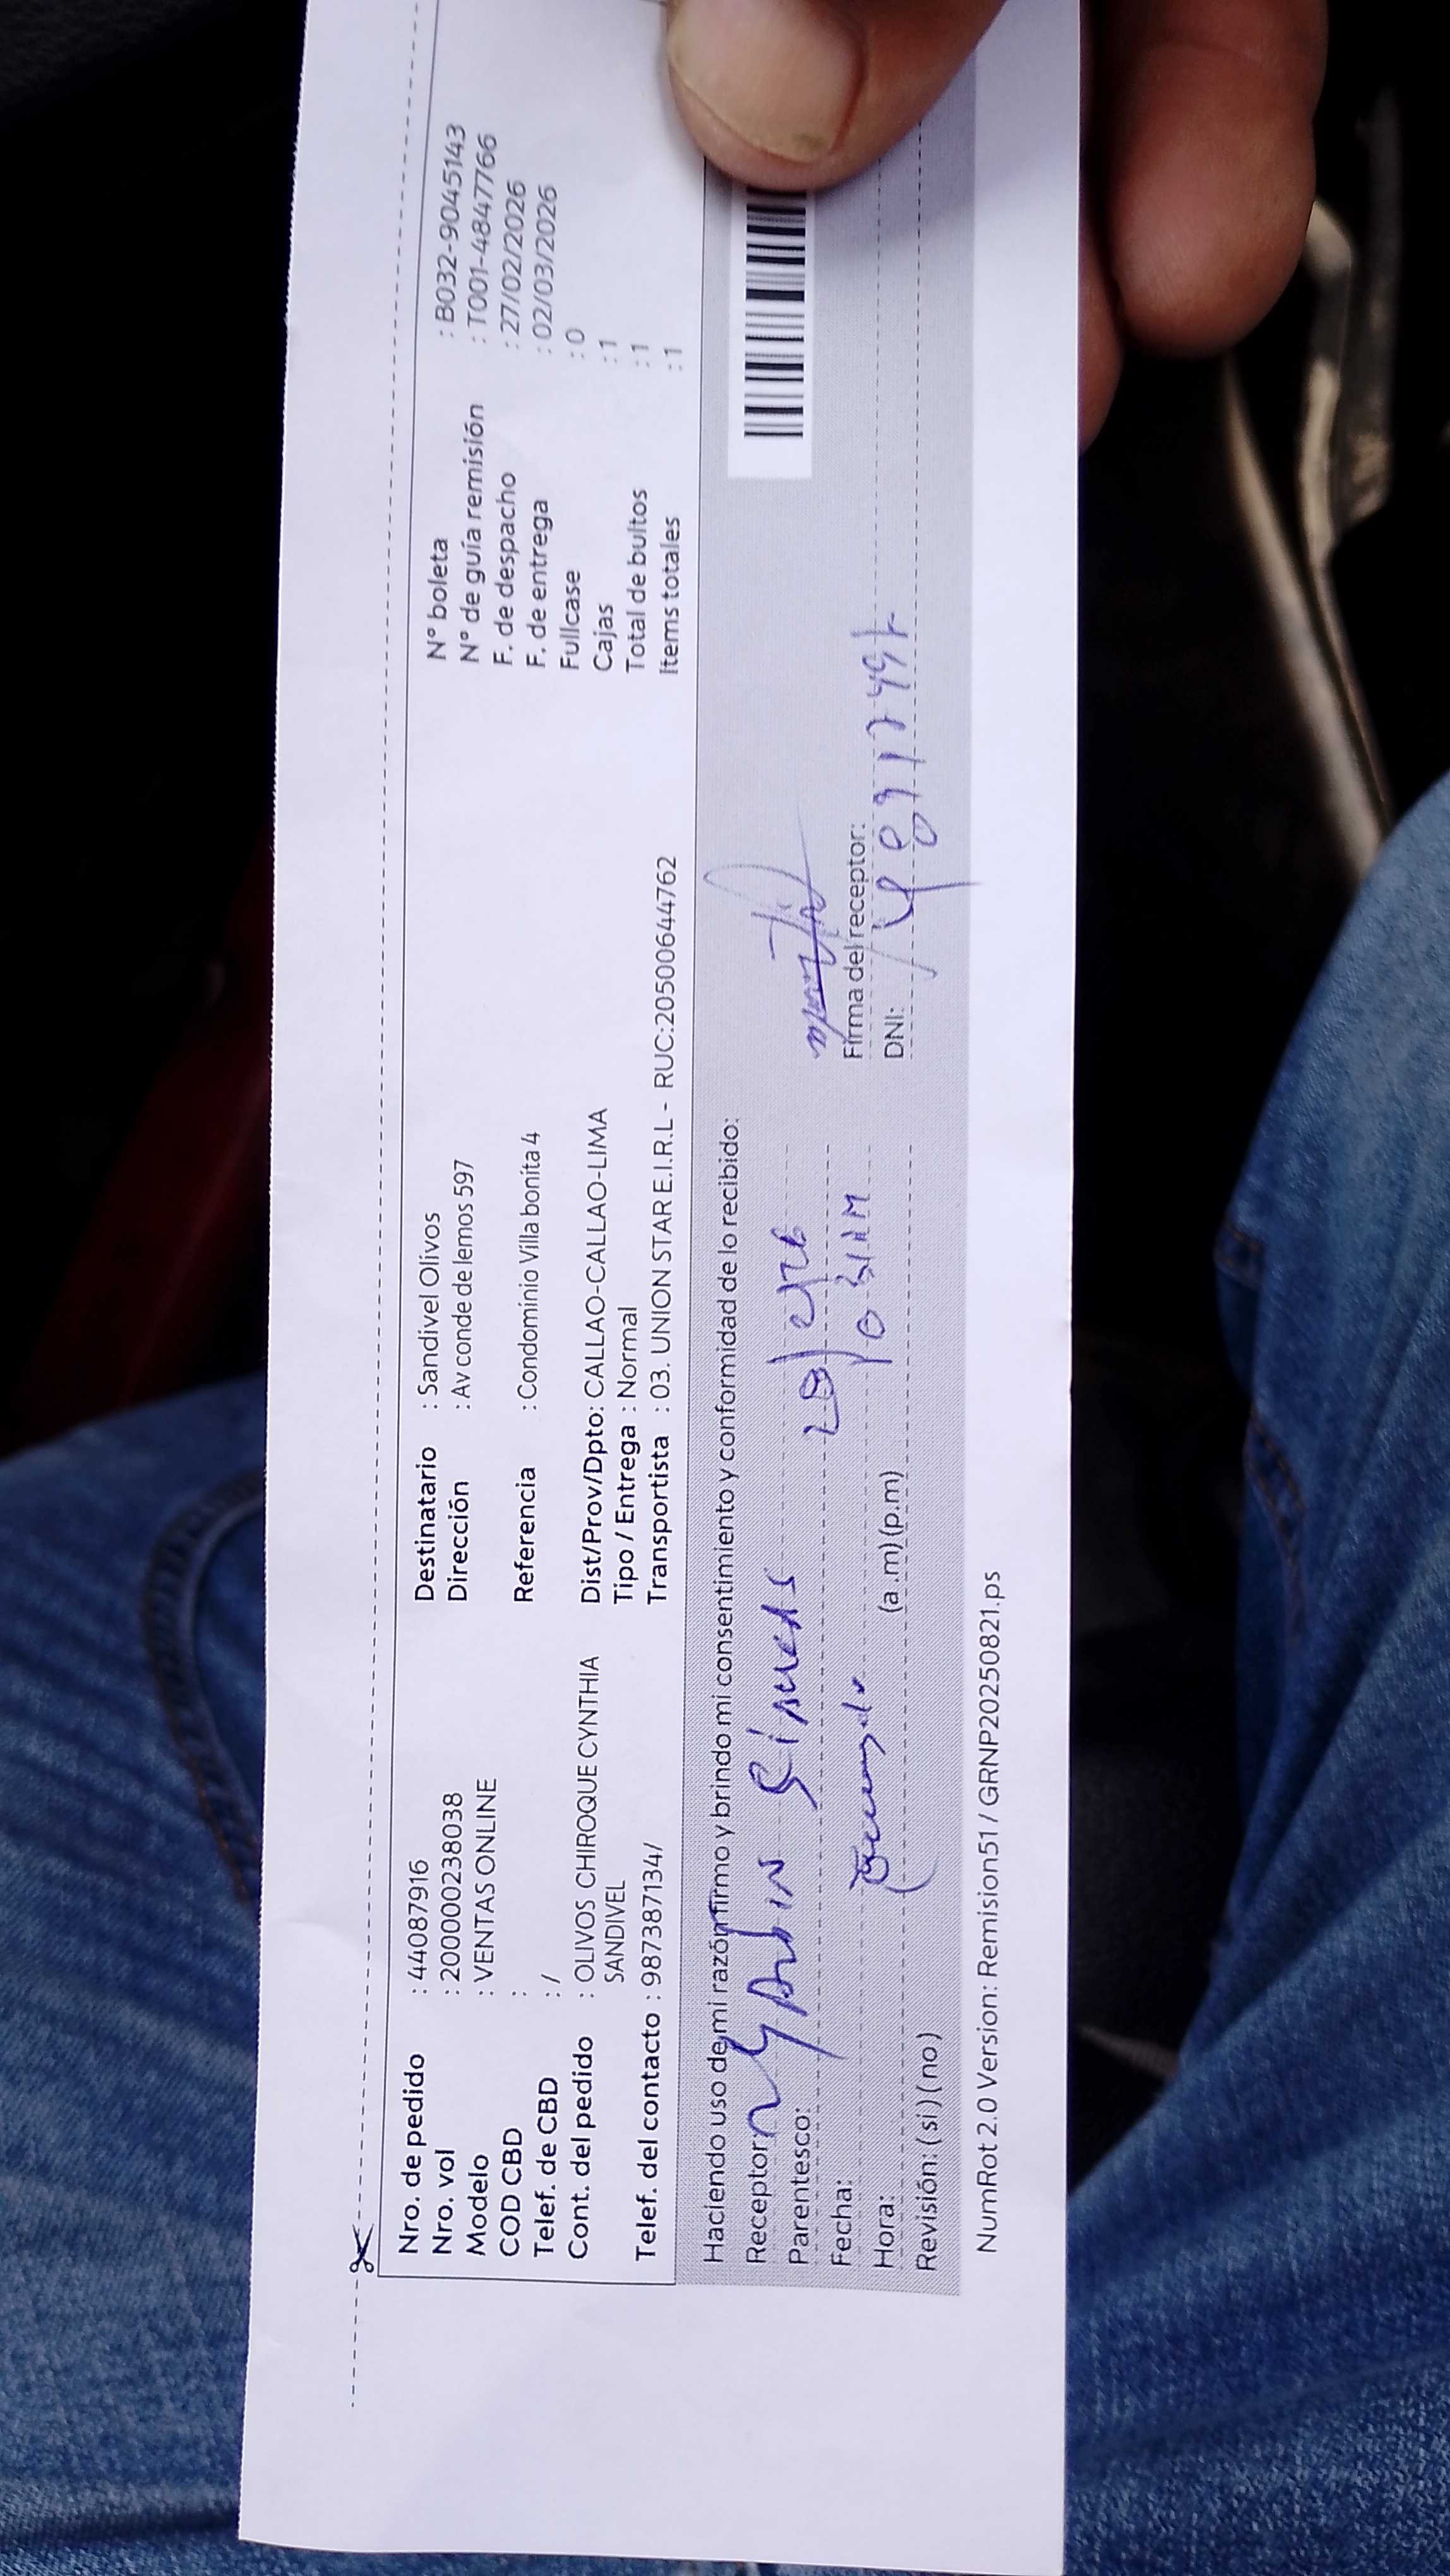 Nro. de pedido : 44087916
Nro. vol : 200000238038
Modelo : VENTAS ONLINE
COD CBD :
Telef. de CBD : /
Cont. del pedido : OLIVOS CHIROQUE CYNTHIA
SANDIVEL
Telef. del contacto : 987387134/
Destinatario : Sandivel Olivos
Dirección : Av conde de lemos 597
Referencia : Condominio Villa bonita 4
Dist/Prov/Dpto: CALLAO-CALLAO-LIMA
Tipo / Entrega : Normal
Transportista : 03. UNION STAR E.I.R.L - RUC:20500644762
N° boleta : B032-9045143
N° de guía remisión : T001-4847766
F. de despacho : 27/02/2026
F. de entrega : 02/03/2026
Fullcase : 0
Cajas : 1
Total de bultos : 1
Items totales : 1
Haciendo uso de mi razón firmo y brindo mi consentimiento y conformidad de lo recibido:
Receptor:
Parentesco:
Fecha:
Hora: (a .m) (p.m)
Revisión: ( si ) ( no )
Firma del receptor:
DNI:
NumRot 2.0 Version: Remision51 / GRNP20250821.ps